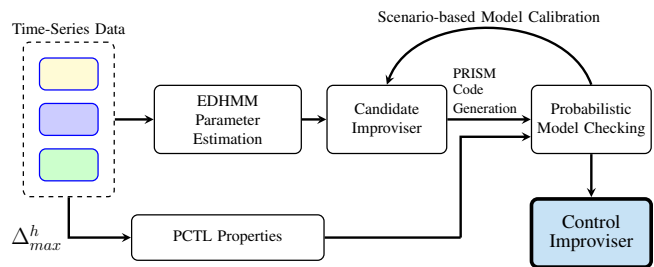 Scenario-based Model Calibration
Time-Series Data
EDHMM
Parameter
Estimation
Candidate
Improviser
PRISM
Code
Generation
Probabilistic
Model Checking
Δ^h_max
PCTL Properties
Control
Improviser